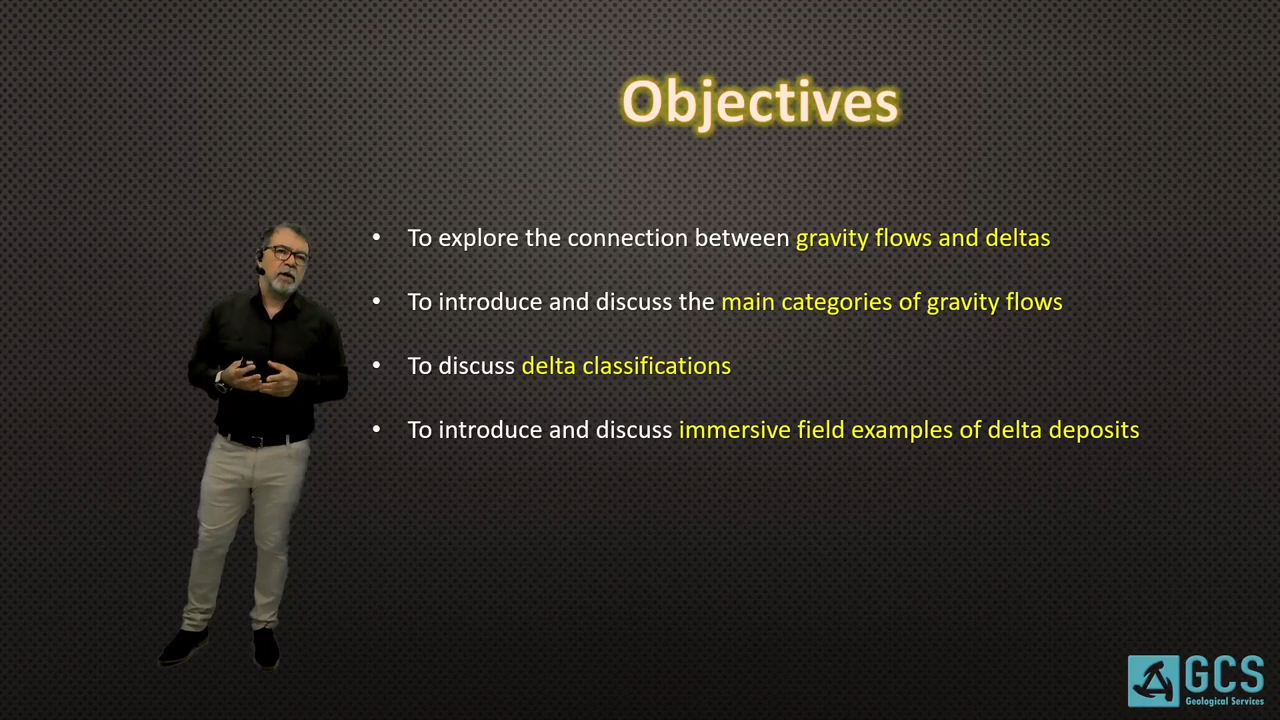 Objectives
• To explore the connection between gravity flows and deltas
• To introduce and discuss the main categories of gravity flows
• To discuss delta classifications
• To introduce and discuss immersive field examples of delta deposits
GCS
Geological Services